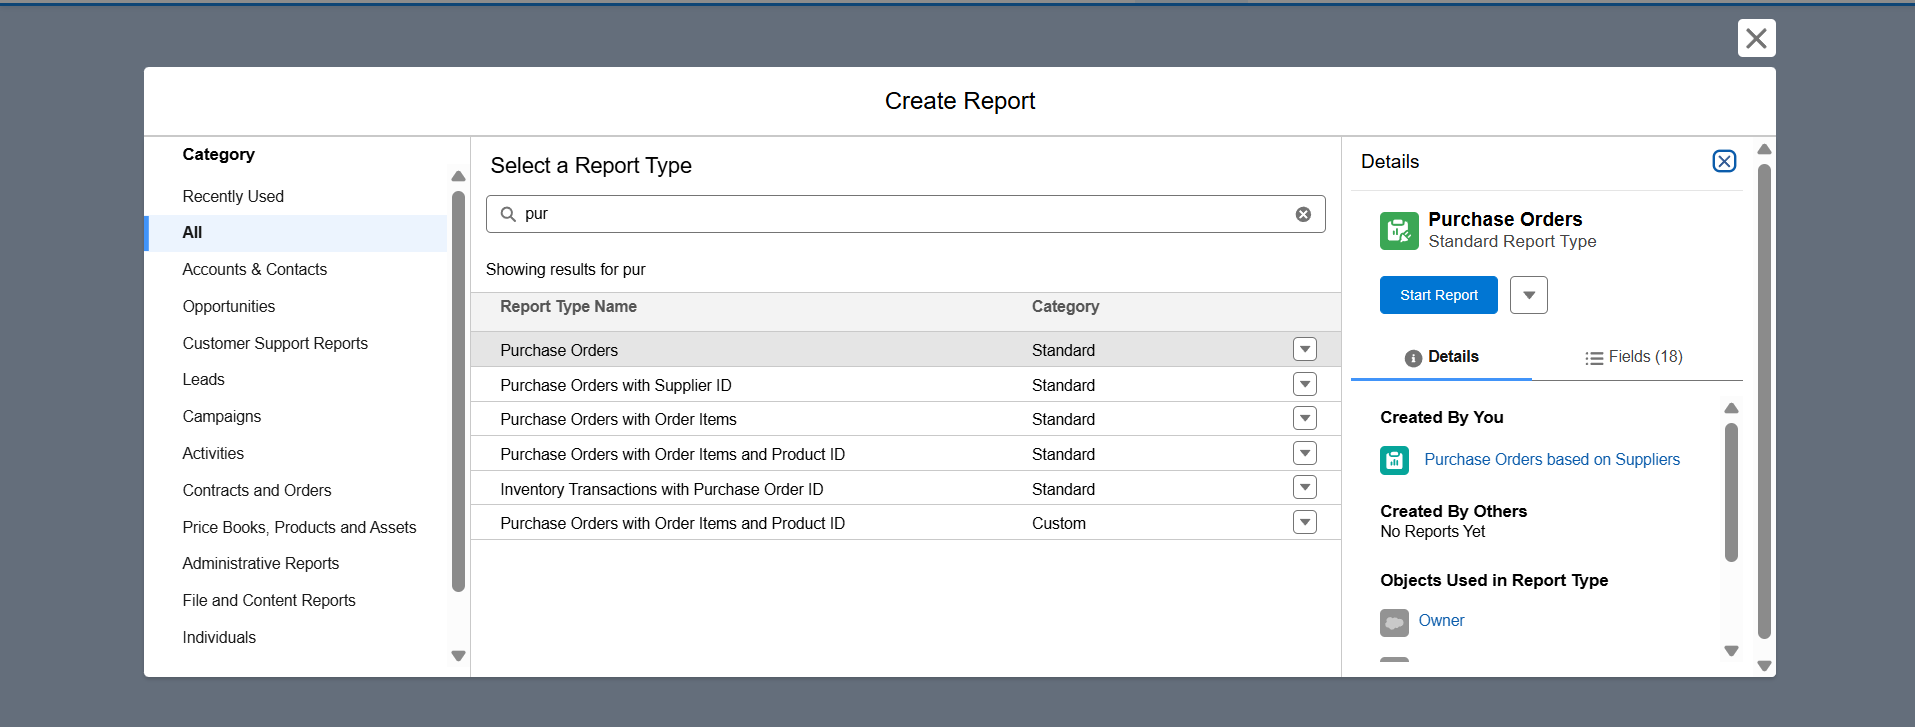 Create Report
Category
Recently Used
All
Accounts & Contacts
Opportunities
Customer Support Reports
Leads
Campaigns
Activities
Contracts and Orders
Price Books, Products and Assets
Administrative Reports
File and Content Reports
Individuals
Select a Report Type
pur
Showing results for pur
Report Type Name Category
Purchase Orders Standard
Purchase Orders with Supplier ID Standard
Purchase Orders with Order Items Standard
Purchase Orders with Order Items and Product ID Standard
Inventory Transactions with Purchase Order ID Standard
Purchase Orders with Order Items and Product ID Custom
Details
Purchase Orders
Standard Report Type
Start Report
Details Fields (18)
Created By You
Purchase Orders based on Suppliers
Created By Others
No Reports Yet
Objects Used in Report Type
Owner